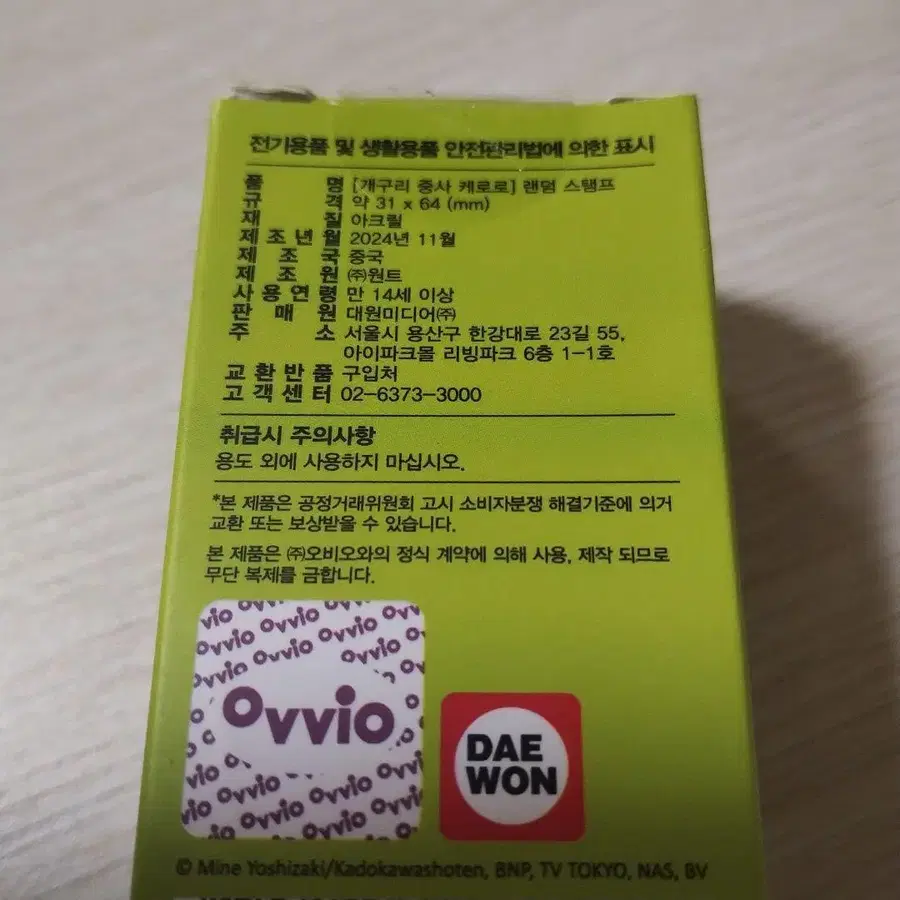 전기용품 및 생활용품 안전관리법에 의한 표시
품 명 [개구리 중사 케로로] 랜덤 스탬프
규 격 약 31 x 64 (mm)
재 질 아크릴
제 조 년 월 2024년 11월
제 조 국 중국
제 조 원 ㈜원트
사 용 연 령 만 14세 이상
판 매 원 대원미디어㈜
주 소 서울시 용산구 한강대로 23길 55,
아이파크몰 리빙파크 6층 1-1호
교 환 반 품 구입처
고 객 센 터 02-6373-3000
취급시 주의사항
용도 외에 사용하지 마십시오.
*본 제품은 공정거래위원회 고시 소비자분쟁 해결기준에 의거
교환 또는 보상받을 수 있습니다.
본 제품은 ㈜오비오와의 정식 계약에 의해 사용, 제작 되므로
무단 복제를 금합니다.
Ovvio
DAE
WON
© Mine Yoshizaki/Kadokawashoten, BNP, TV TOKYO, NAS, BV